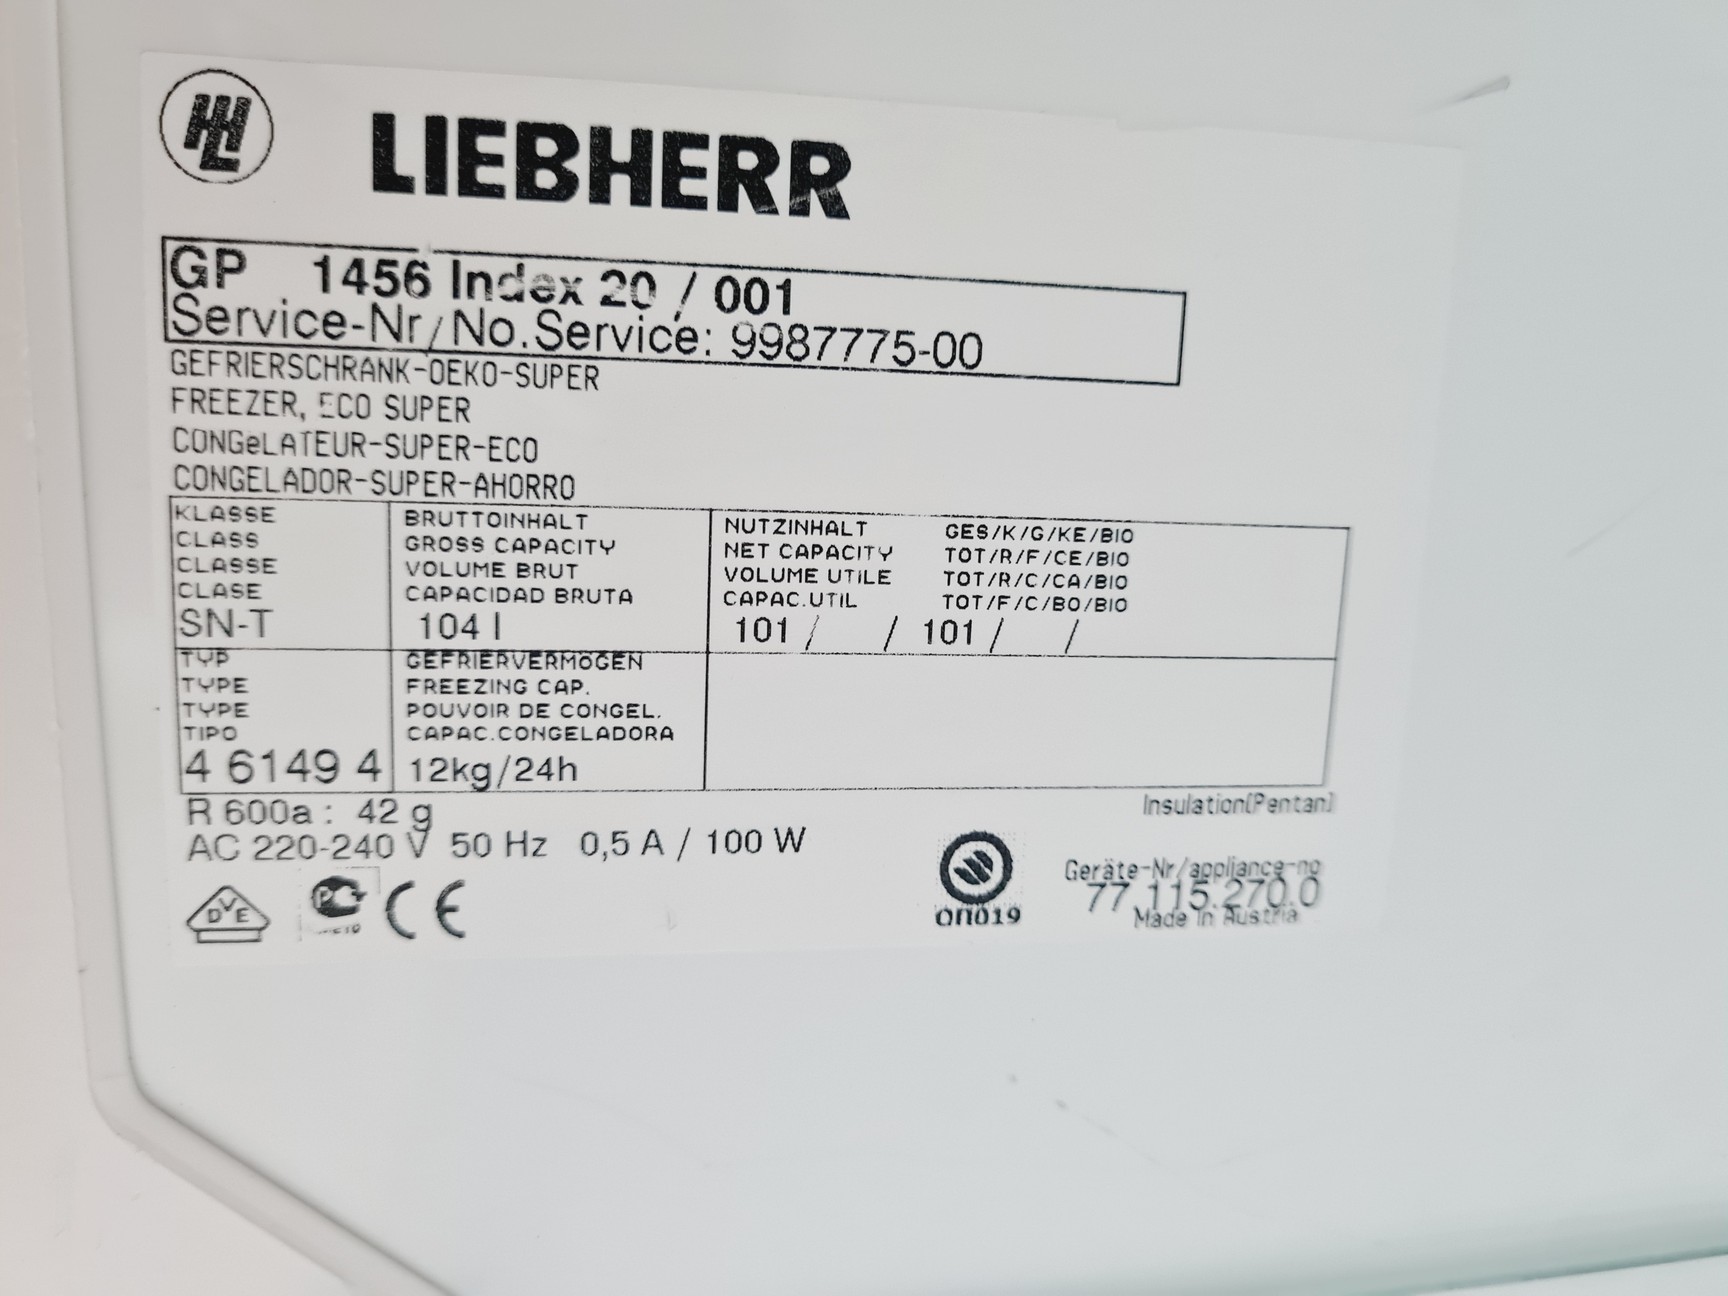 LIEBHERR
GP 1456 Index 20 / 001
Service-Nr/No.Service: 9987775-00
GEFRIERSCHRANK-OEKO-SUPER
FREEZER, ECO SUPER
CONGeLATEUR-SUPER-ECO
CONGELADOR-SUPER-AHORRO
KLASSE BRUTTOINHALT NUTZINHALT GES/K/G/KE/BIO
CLASS GROSS CAPACITY NET CAPACITY TOT/R/F/CE/BIO
CLASSE VOLUME BRUT VOLUME UTILE TOT/R/C/CA/BIO
CLASE CAPACIDAD BRUTA CAPAC.UTIL TOT/F/C/BO/BIO
SN-T 104 l 101 / / 101 / /
TYP GEFRIERVERMöGEN
TYPE FREEZING CAP.
TYPE POUVOIR DE CONGEL.
TIPO CAPAC.CONGELADORA
4 6149 4 12kg/24h
R 600a: 42 g Insulation(Pentan)
AC 220-240 V 50 Hz 0,5 A / 100 W
Geräte-Nr/appliance-no
77.115.270.0
Made in Austria
DVE CE ОП019